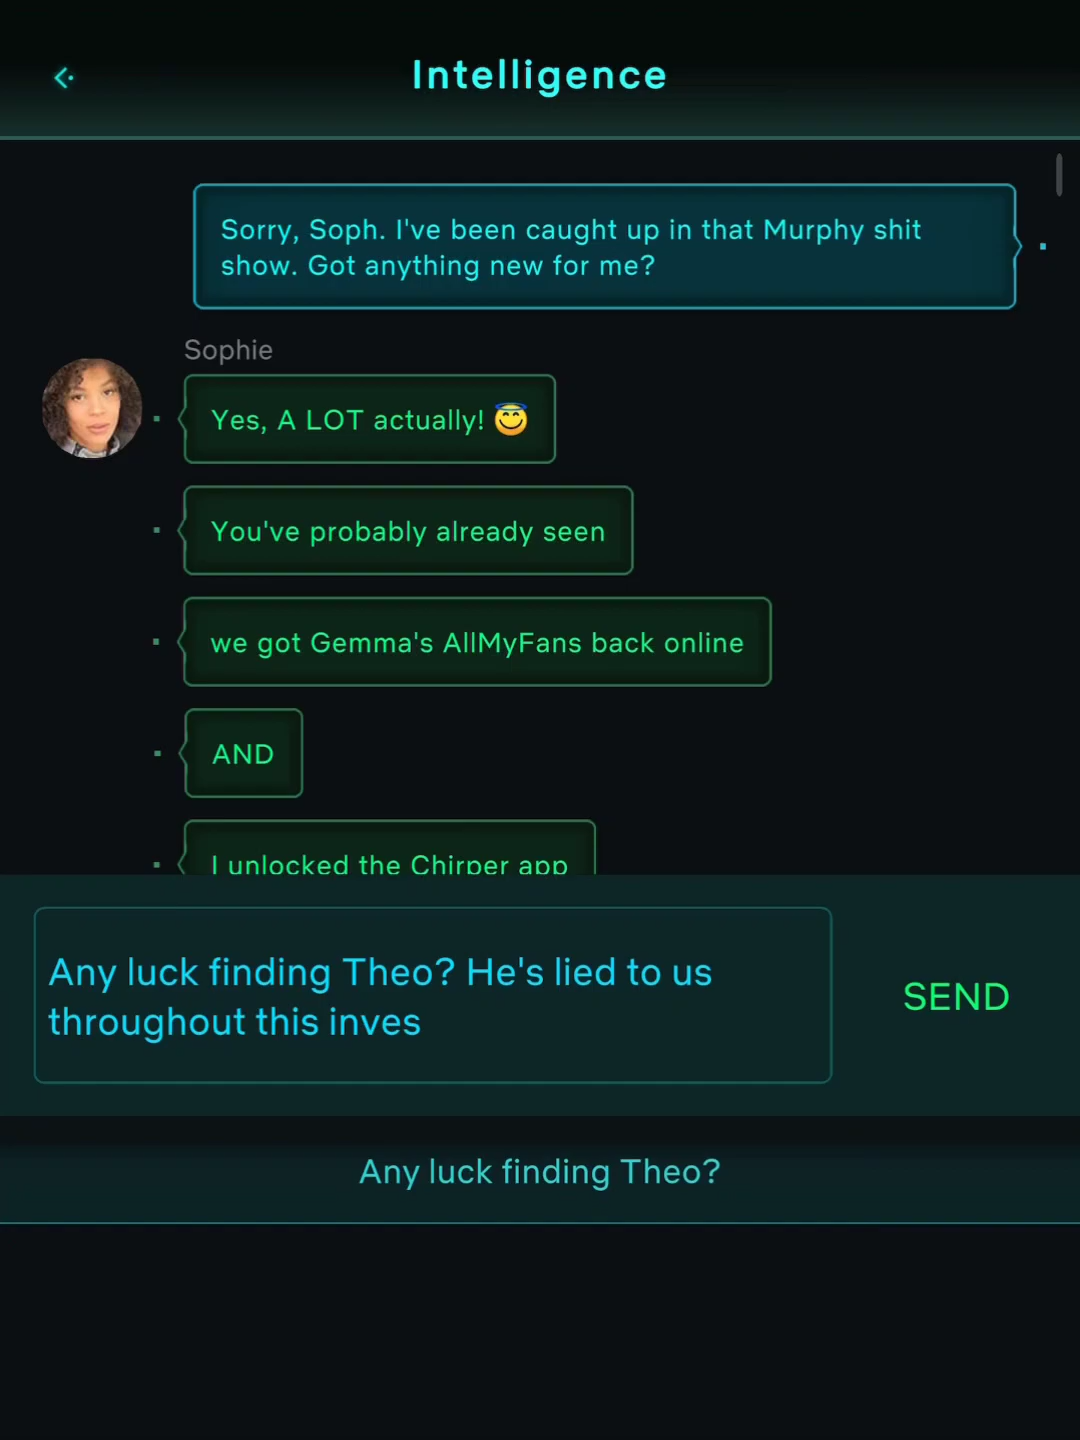 Intelligence
Sorry, Soph. I've been caught up in that Murphy shit
show. Got anything new for me?
Sophie
Yes, A LOT actually! 😇
You've probably already seen
we got Gemma's AllMyFans back online
AND
I unlocked the Chirper app
Any luck finding Theo? He's lied to us
throughout this inves
SEND
Any luck finding Theo?